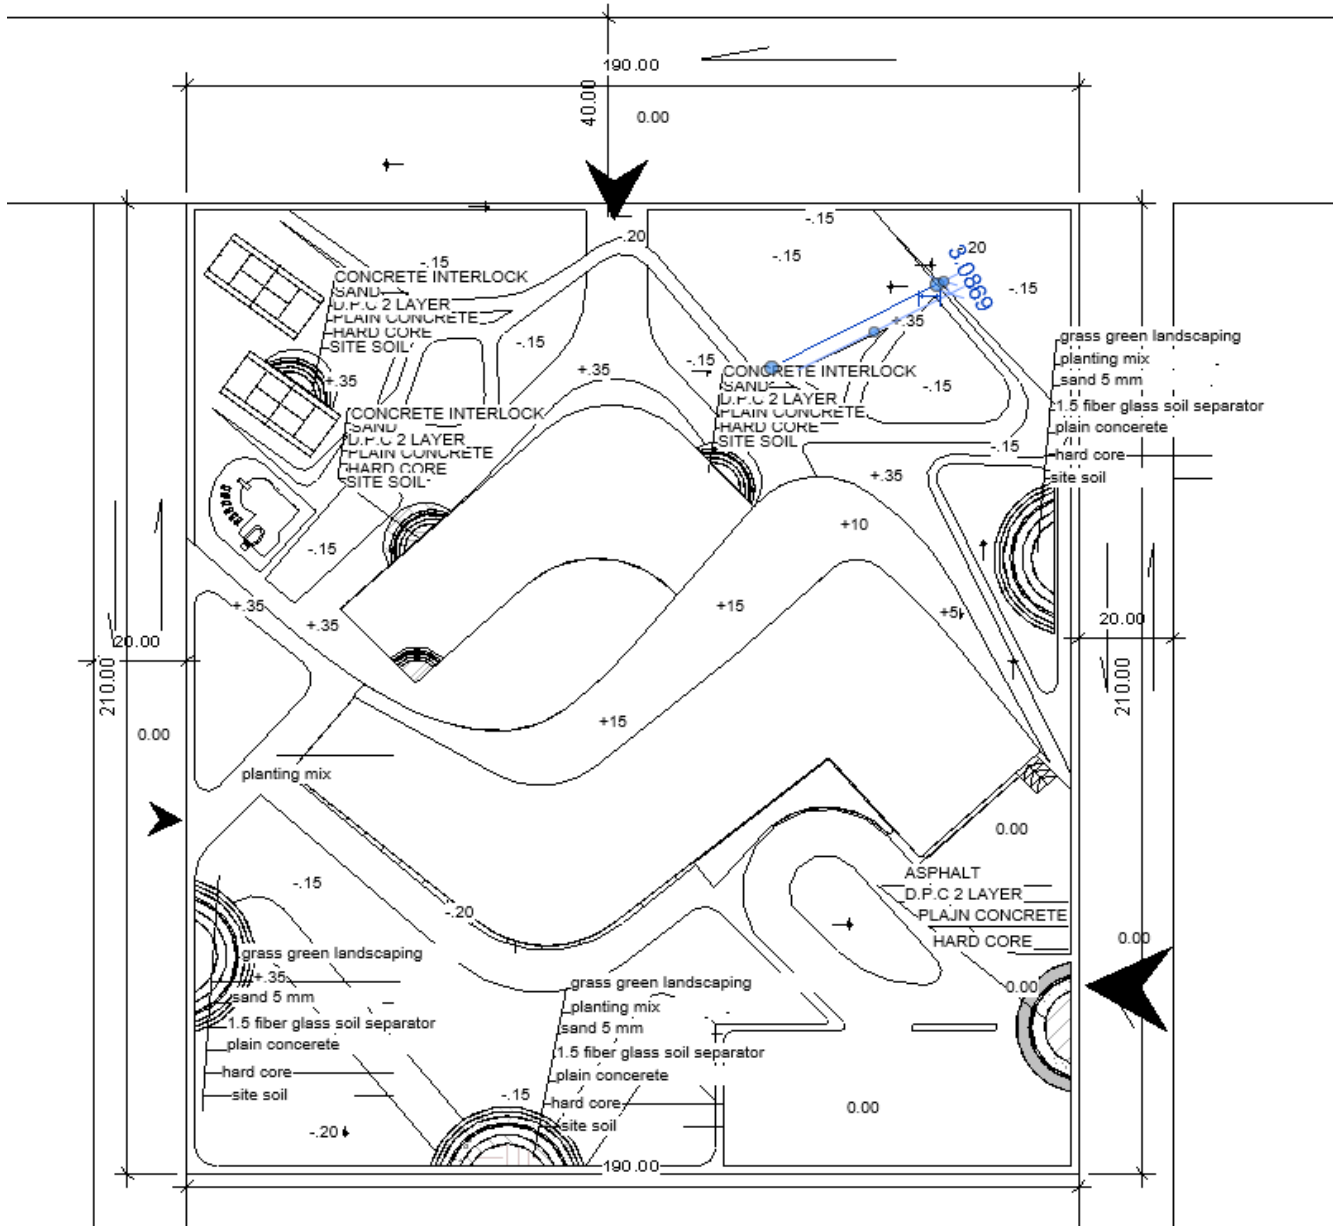 190.00
40.00
0.00
-.15
-.20
-.15
-.20
3.0869
-.15
-.15
CONCRETE INTERLOCK
SAND
D.P.C 2 LAYER
PLAIN CONCRETE
HARD CORE
SITE SOIL
-.15
+.35
grass green landscaping
planting mix
sand 5 mm
1.5 fiber glass soil separator
plain concerete
hard core
site soil
-.15
+.35
+.35
CONCRETE INTERLOCK
SAND
D.P.C 2 LAYER
PLAIN CONCRETE
HARD CORE
SITE SOIL
-.15
CONCRETE INTERLOCK
SAND
D.P.C 2 LAYER
PLAIN CONCRETE
HARD CORE
SITE SOIL
-.15
+.35
+10
-.15
+.35
+.35
+15
+5
20.00
210.00
20.00
210.00
+15
0.00
planting mix
0.00
-.15
-.20
ASPHALT
D.P.C 2 LAYER
PLAJN CONCRETE
HARD CORE
0.00
0.00
grass green landscaping
+.35
sand 5 mm
1.5 fiber glass soil separator
plain concerete
hard core
site soil
grass green landscaping
planting mix
sand 5 mm
1.5 fiber glass soil separator
plain concerete
hard core
site soil
-.15
-.20
0.00
190.00